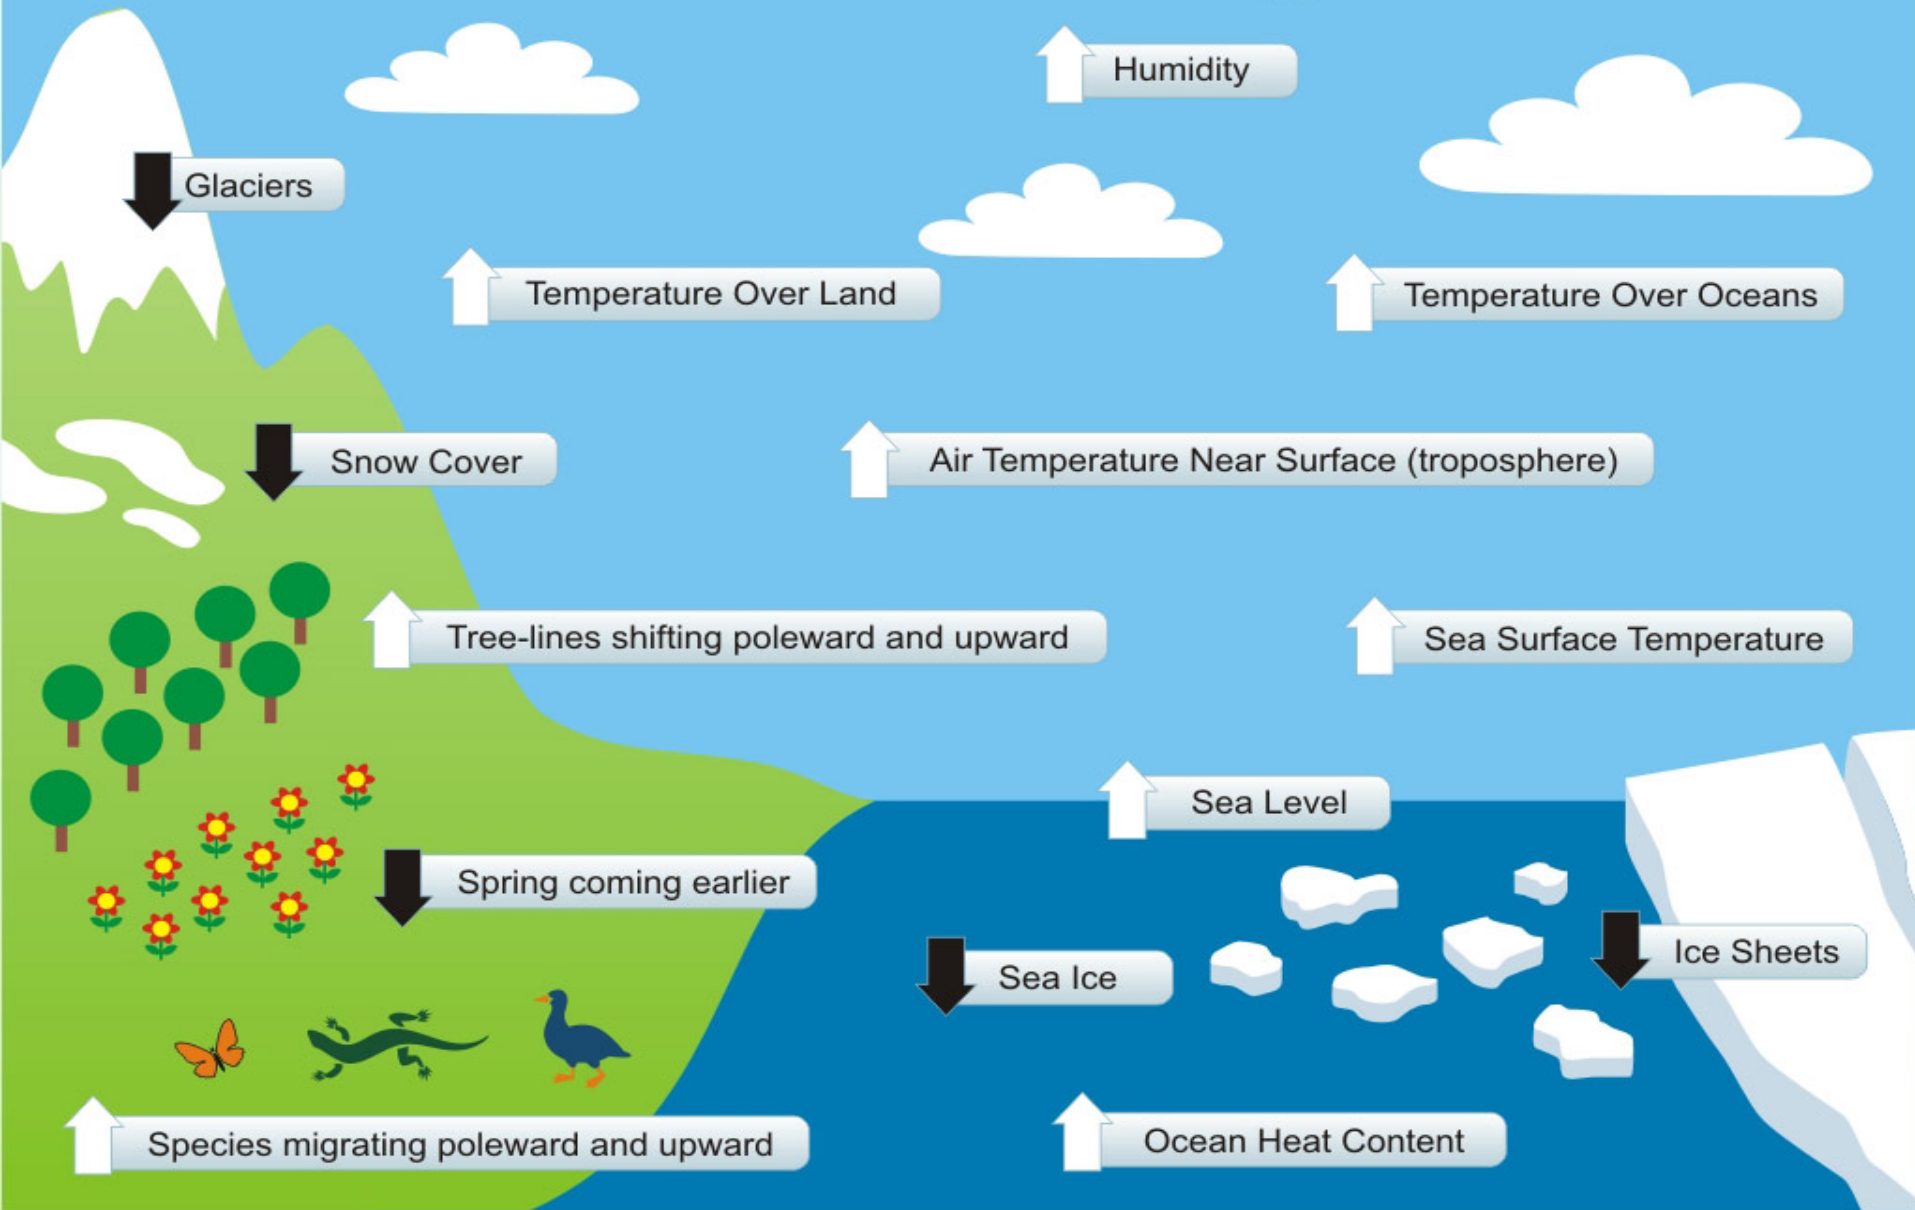 Humidity
Glaciers
Temperature Over Land
Temperature Over Oceans
Snow Cover
Air Temperature Near Surface (troposphere)
Tree-lines shifting poleward and upward
Sea Surface Temperature
Sea Level
Spring coming earlier
Sea Ice
Ice Sheets
Species migrating poleward and upward
Ocean Heat Content